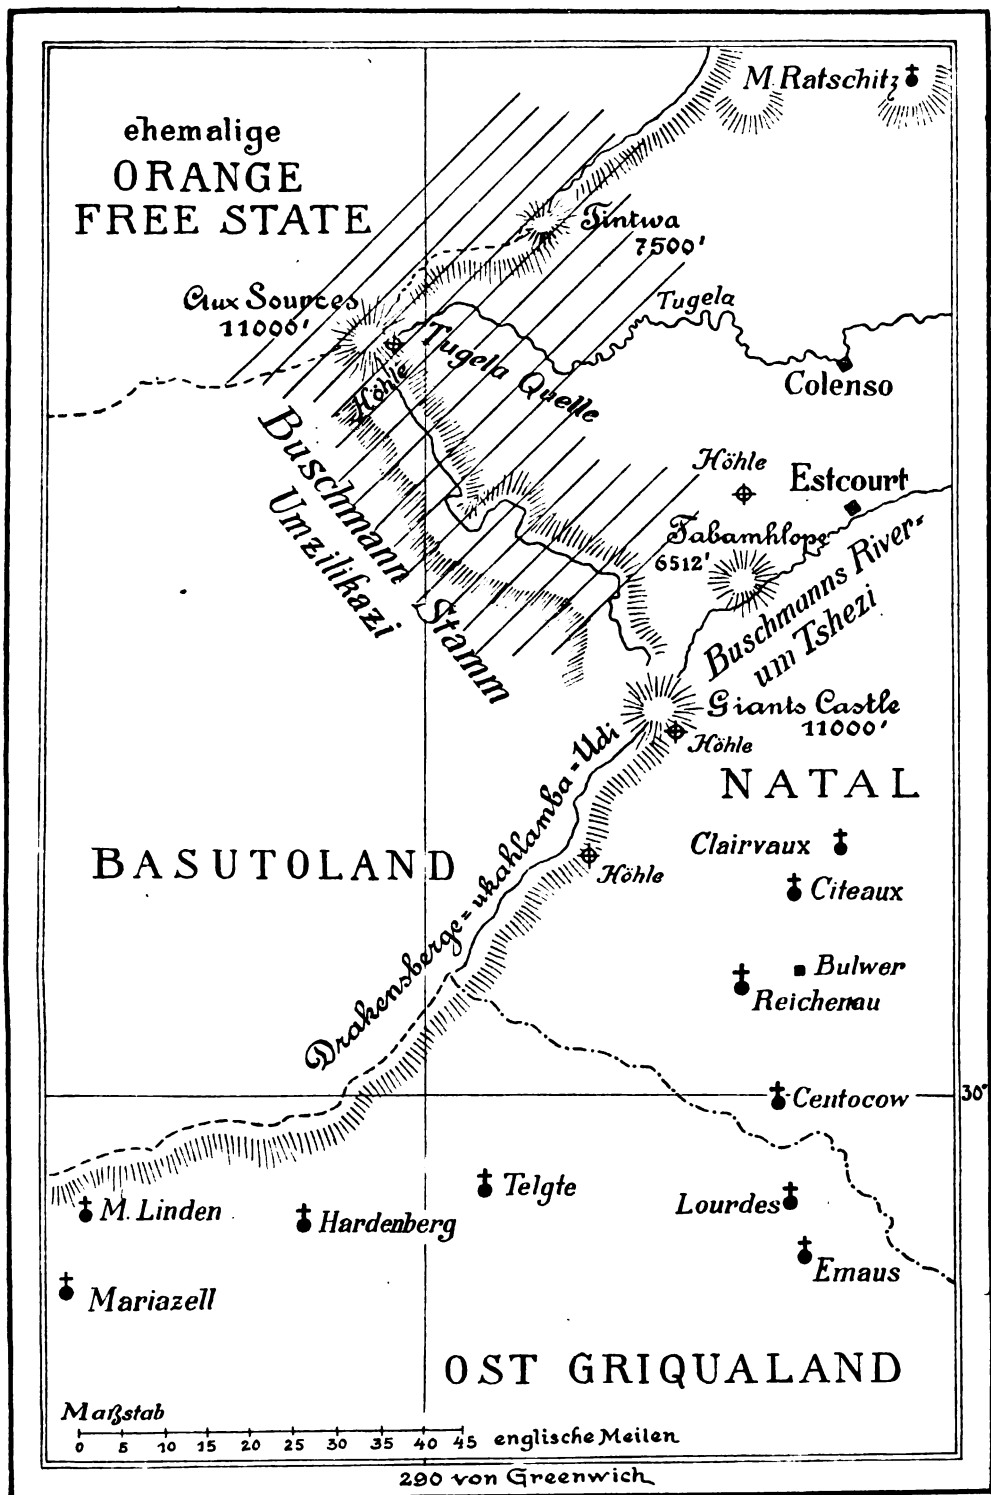 M. Ratschitz
ehemalige
ORANGE
FREE STATE
Tintwa
7500'
Aux Sources
11000'
Tugela
Tugela Quelle
Höhle
Colenso
Buschmann Stamm
Umzilikazi
Höhle
Estcourt
Tabamhlope
6512'
Buschmanns River=
um Tshezi
Giants Castle
11000'
Höhle
NATAL
Drakensberge=ukahlamba=Udi
Clairvaux
BASUTOLAND
Höhle
Citeaux
Bulwer
Reichenau
Centocow
30°
Telgte
Lourdes
M. Linden
Hardenberg
Emaus
Mariazell
OST GRIQUALAND
Maßstab
0 5 10 15 20 25 30 35 40 45 englische Meilen
290 von Greenwich